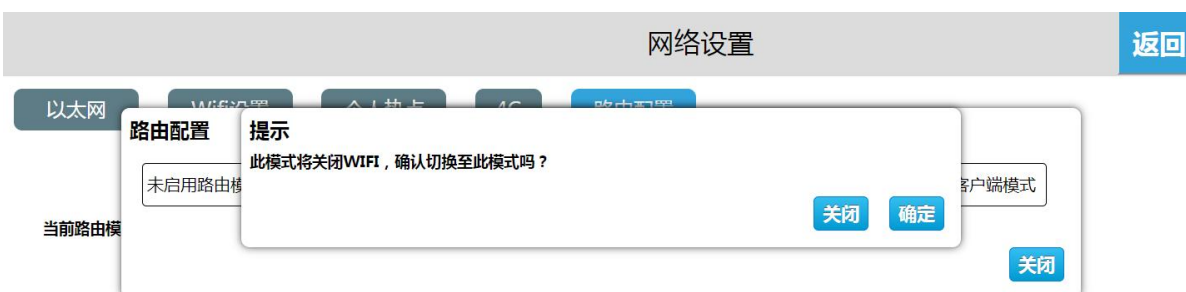 网络设置
返回
以太网
4G
路由配置
提示
此模式将关闭WIFI，确认切换至此模式吗？
未启用路由模
客户端模式
当前路由模
关闭
确定
关闭